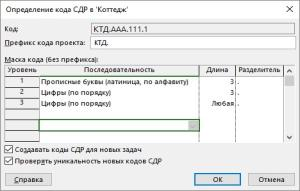 Определение кода СДР в 'Коттедж'
Код: КТД.ААА.111.1
Префикс кода проекта: КТД.
Маска кода (без префикса):
Уровень Последовательность Длина Разделитель
1 Прописные буквы (латиница, по алфавиту) 3 .
2 Цифры (по порядку) 3 .
3 Цифры (по порядку) Любая .
Создавать коды СДР для новых задач
Проверять уникальность новых кодов СДР
Справка ОК Отмена